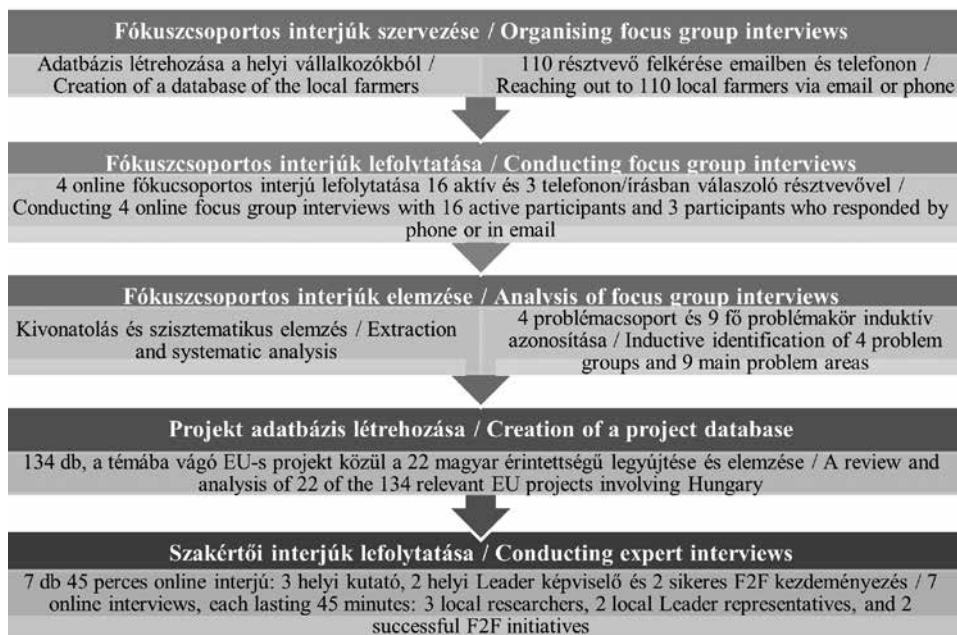 Fókuszcsoportos interjúk szervezése / Organising focus group interviews
Adatbázis létrehozása a helyi vállalkozókból /
Creation of a database of the local farmers
110 résztvevő felkérése emailben és telefonon /
Reaching out to 110 local farmers via email or phone
Fókuszcsoportos interjúk lefolytatása / Conducting focus group interviews
4 online fókucsoportos interjú lefolytatása 16 aktív és 3 telefonon/írásban válaszoló résztvevővel /
Conducting 4 online focus group interviews with 16 active participants and 3 participants who responded by
phone or in email
Fókuszcsoportos interjúk elemzése / Analysis of focus group interviews
Kivonatolás és szisztematikus elemzés / Extraction
and systematic analysis
4 problémacsoport és 9 fő problémakör induktív
azonosítása / Inductive identification of 4 problem
groups and 9 main problem areas
Projekt adatbázis létrehozása / Creation of a project database
134 db, a témába vágó EU-s projekt közül a 22 magyar érintettségű legyűjtése és elemzése / A review and
analysis of 22 of the 134 relevant EU projects involving Hungary
Szakértői interjúk lefolytatása / Conducting expert interviews
7 db 45 perces online interjú: 3 helyi kutató, 2 helyi Leader képviselő és 2 sikeres F2F kezdeményezés / 7
online interviews, each lasting 45 minutes: 3 local researchers, 2 local Leader representatives, and 2
successful F2F initiatives